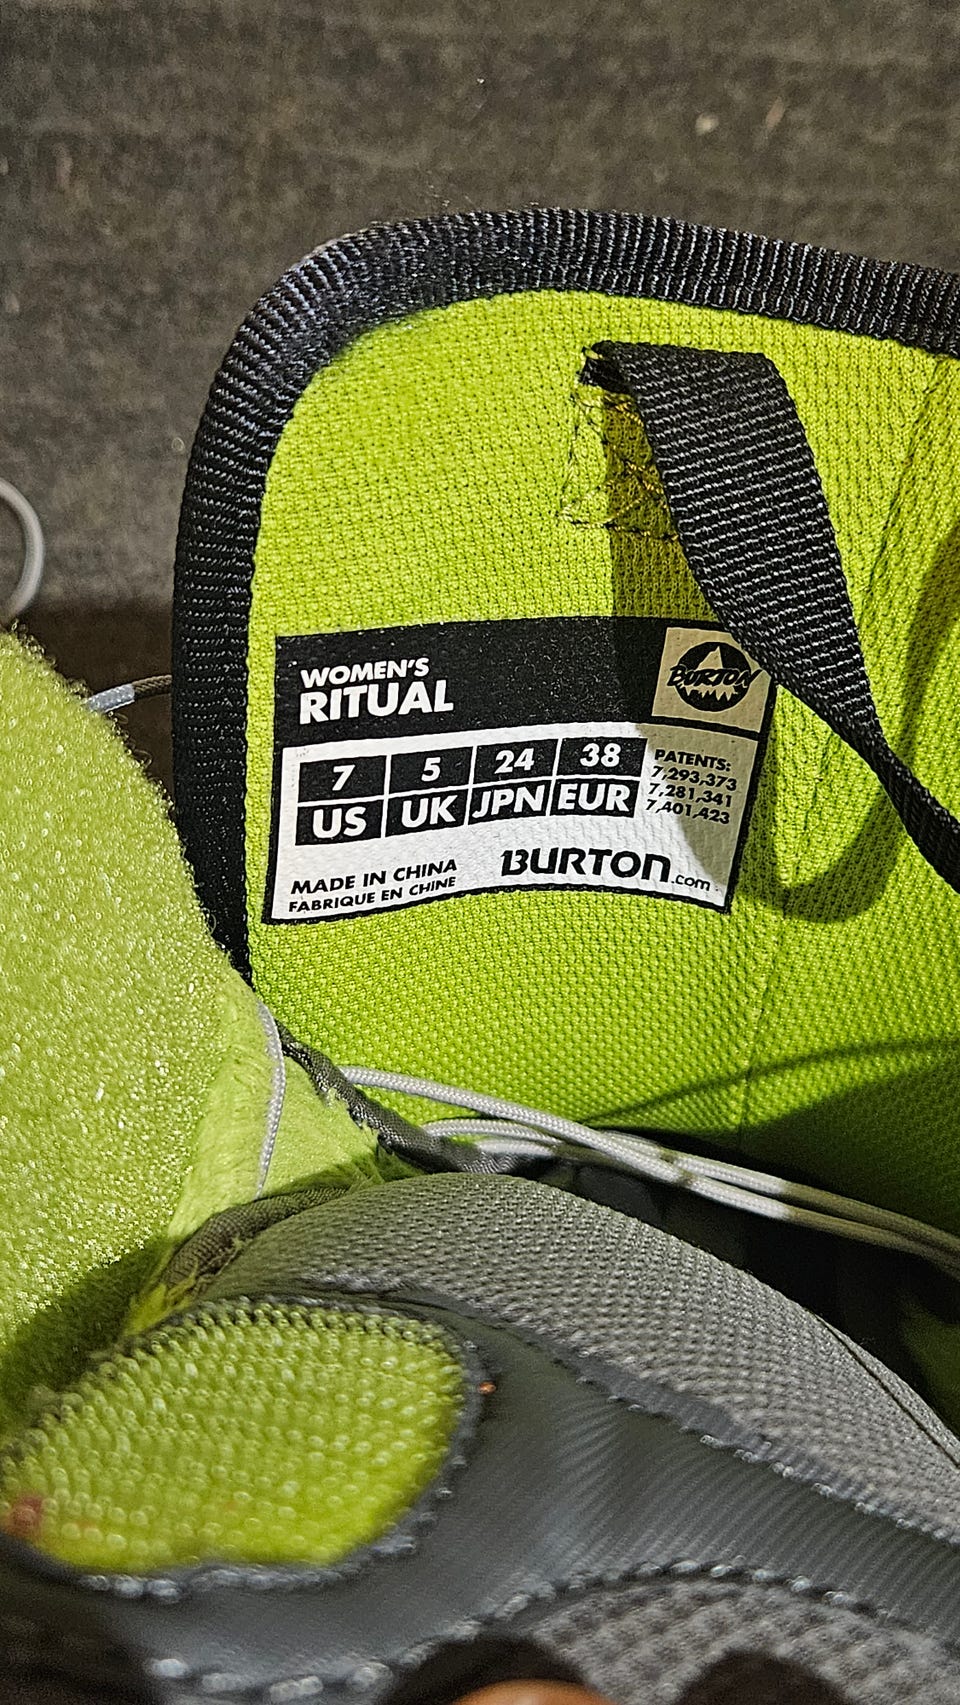 WOMEN'S
RITUAL
BURTON
7 5 24 38
US UK JPN EUR
PATENTS:
7,293,373
7,281,341
7,401,423
MADE IN CHINA
FABRIQUE EN CHINE
BURTON.com